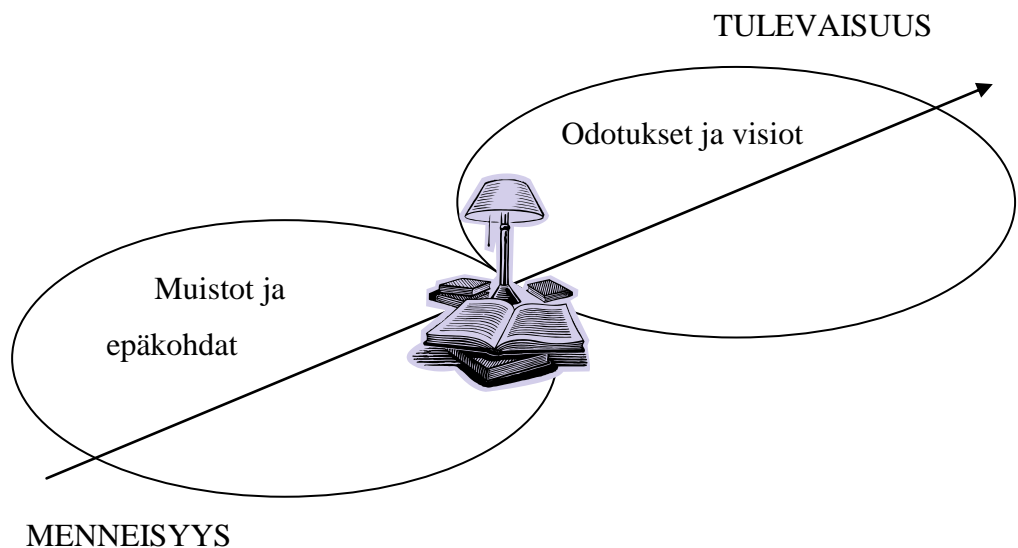 TULEVAISUUS
Odotukset ja visiot
Muistot ja
epäkohdat
MENNEISYYS